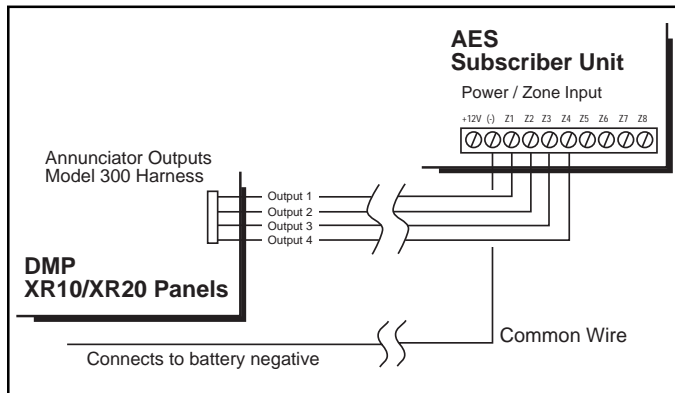 AES
Subscriber Unit
Power / Zone Input
+12V (-) Z1 Z2 Z3 Z4 Z5 Z6 Z7 Z8
Annunciator Outputs
Model 300 Harness
Output 1
Output 2
Output 3
Output 4
DMP
XR10/XR20 Panels
Common Wire
Connects to battery negative